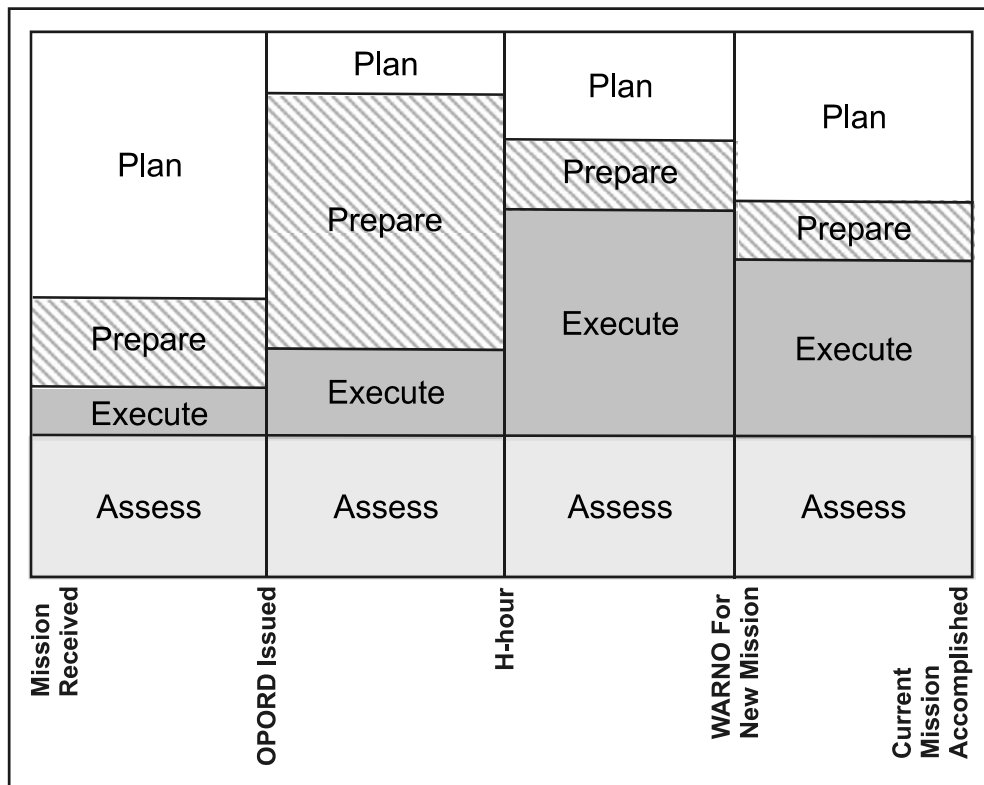 Plan
Prepare
Execute
Assess
Plan
Prepare
Execute
Assess
Plan
Prepare
Execute
Assess
Plan
Prepare
Execute
Assess
Mission
Received
OPORD Issued
H-hour
WARNO For
New Mission
Current
Mission
Accomplished